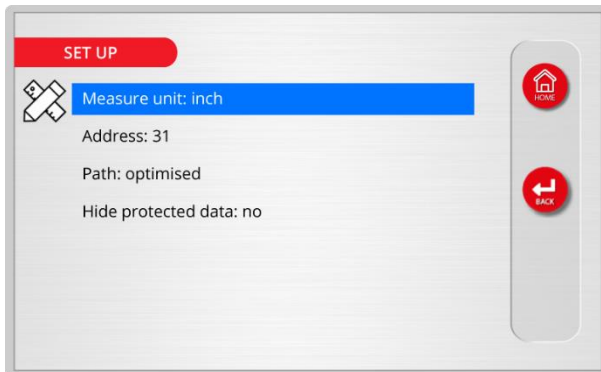 SET UP
Measure unit: inch
Address: 31
Path: optimised
Hide protected data: no
HOME
BACK